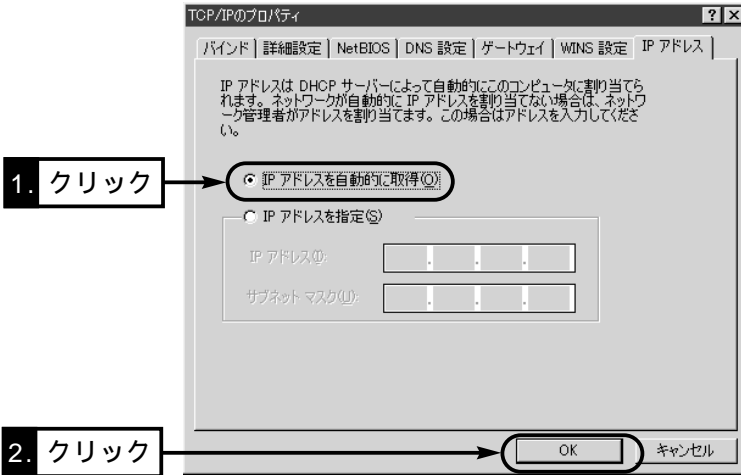 TCP/IPのプロパティ
? ×
バインド 詳細設定 NetBIOS DNS 設定 ゲートウェイ WINS 設定 IP アドレス
IP アドレスは DHCP サーバーによって自動的にこのコンピュータに割り当てら
れます。ネットワークが自動的に IP アドレスを割り当てない場合は、ネットワ
ーク管理者がアドレスを割り当てます。この場合はアドレスを入力してくださ
い。
1. クリック
IP アドレスを自動的に取得(O)
IP アドレスを指定(S)
IP アドレス(I):
. . .
サブネット マスク(U):
. . .
2. クリック
OK キャンセル